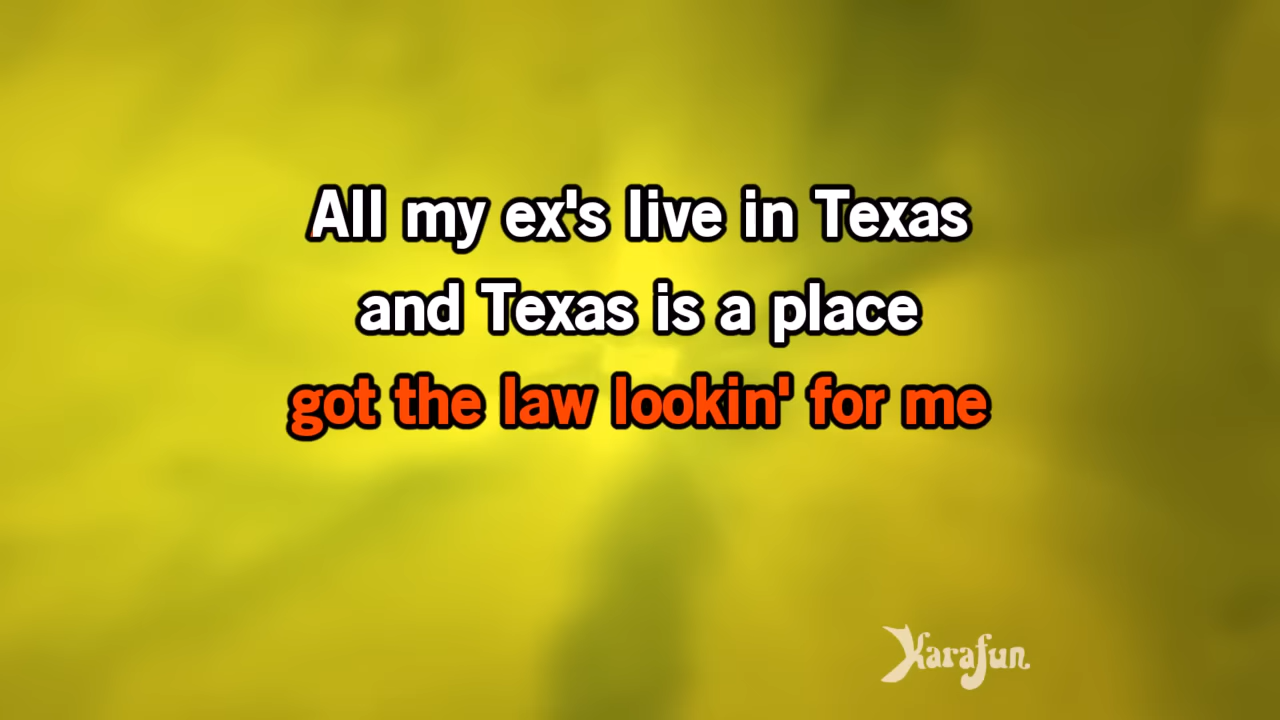 All my ex's live in Texas
and Texas is a place
got the law lookin' for me
Karafun